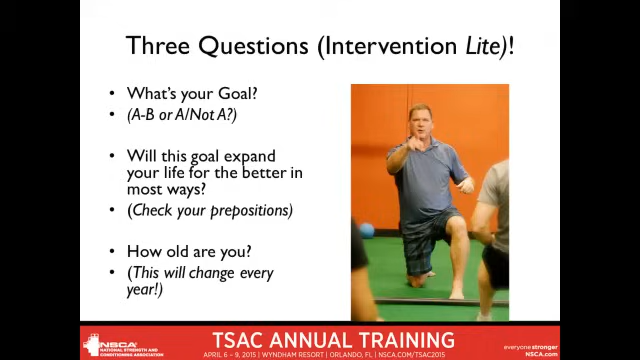 Three Questions (Intervention Lite)!
• What's your Goal?
• (A-B or A/Not A?)
• Will this goal expand
your life for the better in
most ways?
• (Check your prepositions)
• How old are you?
• (This will change every
year!)
NSCA
NATIONAL STRENGTH AND
CONDITIONING ASSOCIATION
TSAC ANNUAL TRAINING
APRIL 6 – 9, 2015 | WYNDHAM RESORT | ORLANDO, FL | NSCA.COM/TSAC2015
everyone stronger
NSCA.com